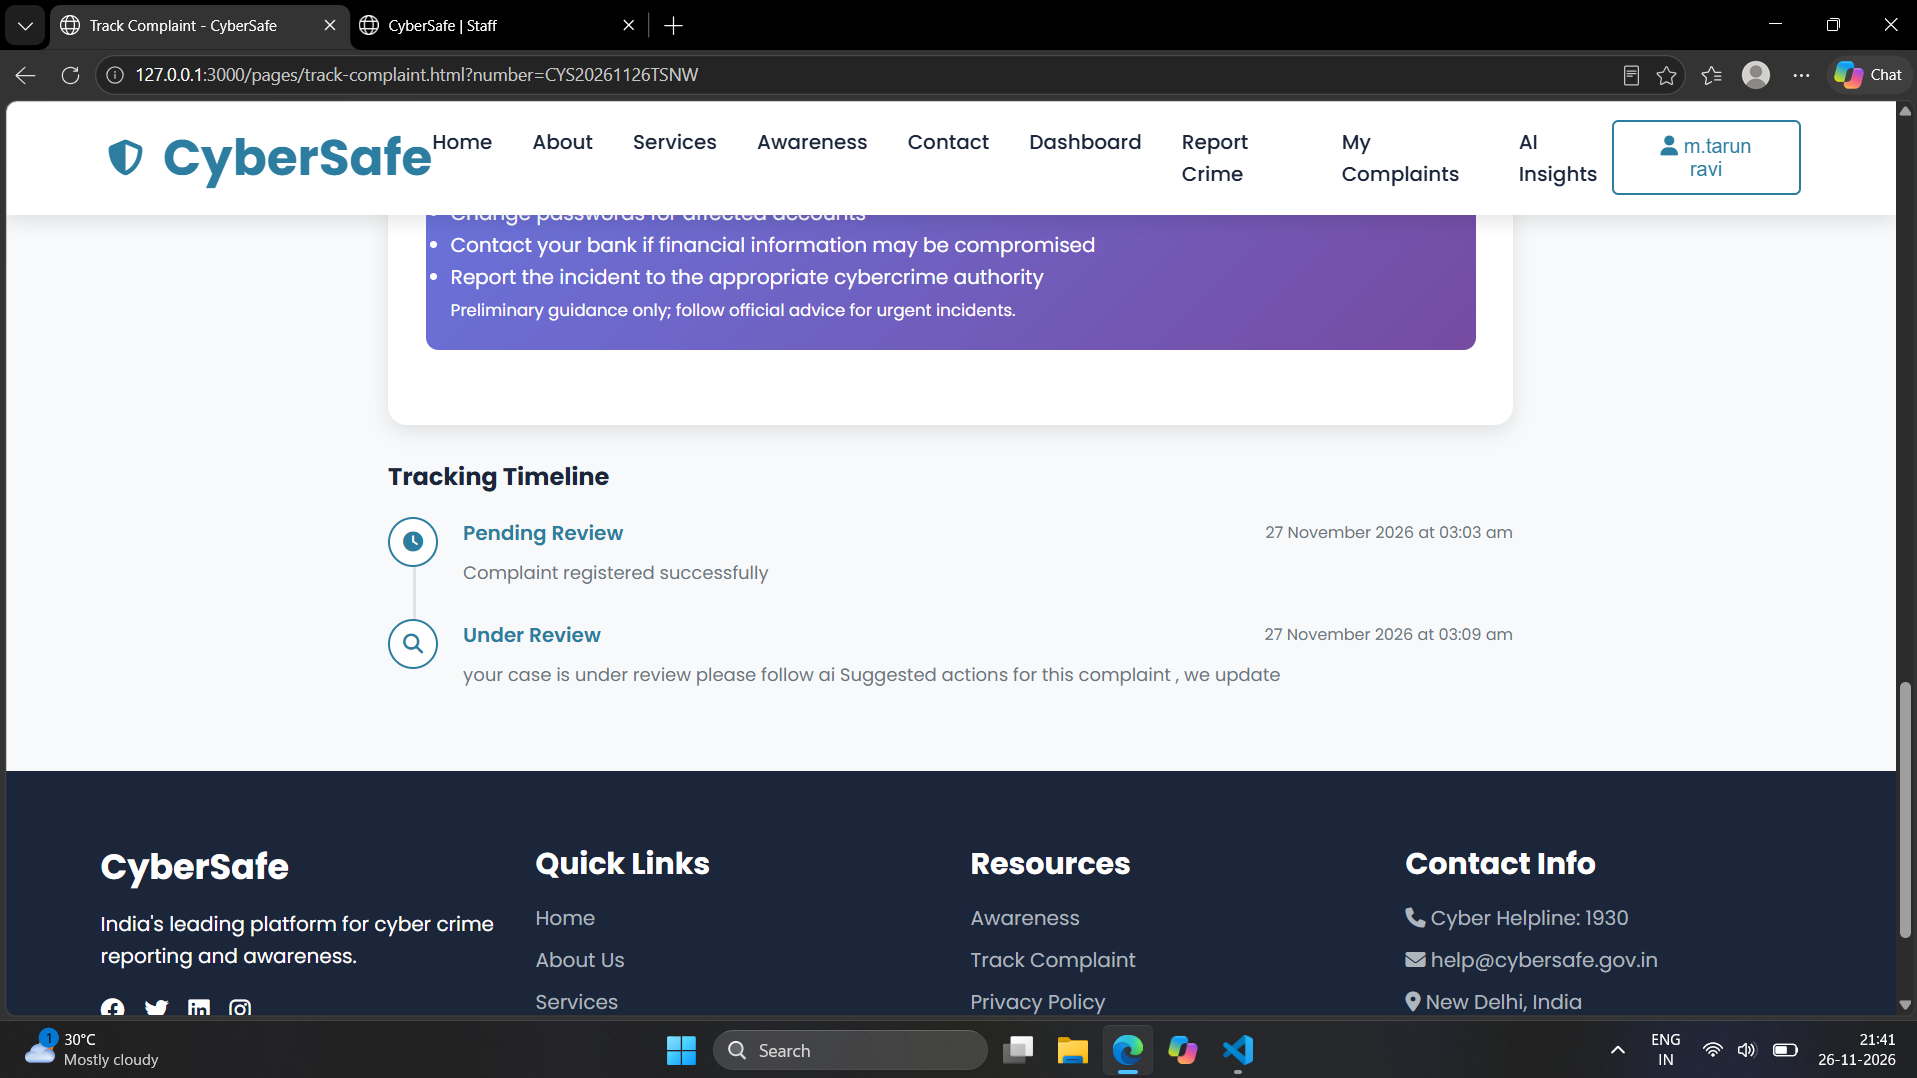 Track Complaint - CyberSafe
CyberSafe | Staff
127.0.0.1:3000/pages/track-complaint.html?number=CYS20261126TSNW
Chat
CyberSafe
Home
About
Services
Awareness
Contact
Dashboard
Report
Crime
My
Complaints
AI
Insights
m.tarun
ravi
Change passwords for affected accounts
Contact your bank if financial information may be compromised
Report the incident to the appropriate cybercrime authority
Preliminary guidance only; follow official advice for urgent incidents.
Tracking Timeline
Pending Review
27 November 2026 at 03:03 am
Complaint registered successfully
Under Review
27 November 2026 at 03:09 am
your case is under review please follow ai Suggested actions for this complaint , we update
CyberSafe
India's leading platform for cyber crime
reporting and awareness.
Quick Links
Home
About Us
Services
Resources
Awareness
Track Complaint
Privacy Policy
Contact Info
Cyber Helpline: 1930
help@cybersafe.gov.in
New Delhi, India
1
30°C
Mostly cloudy
Search
ENG
IN
21:41
26-11-2026